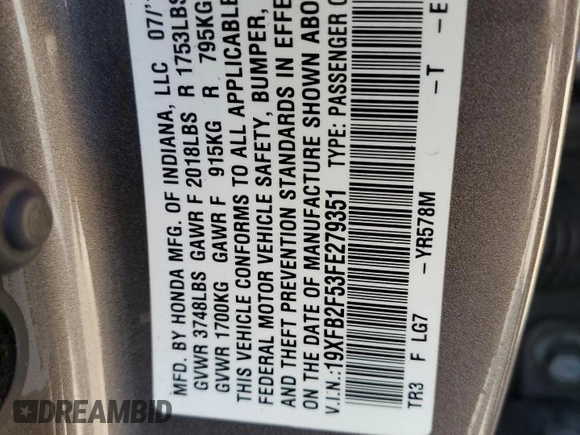 MFD. BY HONDA MFG. OF INDIANA, LLC 07/
GVWR 3748LBS GAWR F 2018LBS R 1753LBS
GVWR 1700KG GAWR F 915KG R 795KG
THIS VEHICLE CONFORMS TO ALL APPLICABLE
FEDERAL MOTOR VEHICLE SAFETY, BUMPER,
AND THEFT PREVENTION STANDARDS IN EFFE
ON THE DATE OF MANUFACTURE SHOWN ABO
V.I.N.:19XFB2F53FE279351 TYPE: PASSENGER
TR3 F LG7 -YR578M -T -E
DREAMBID